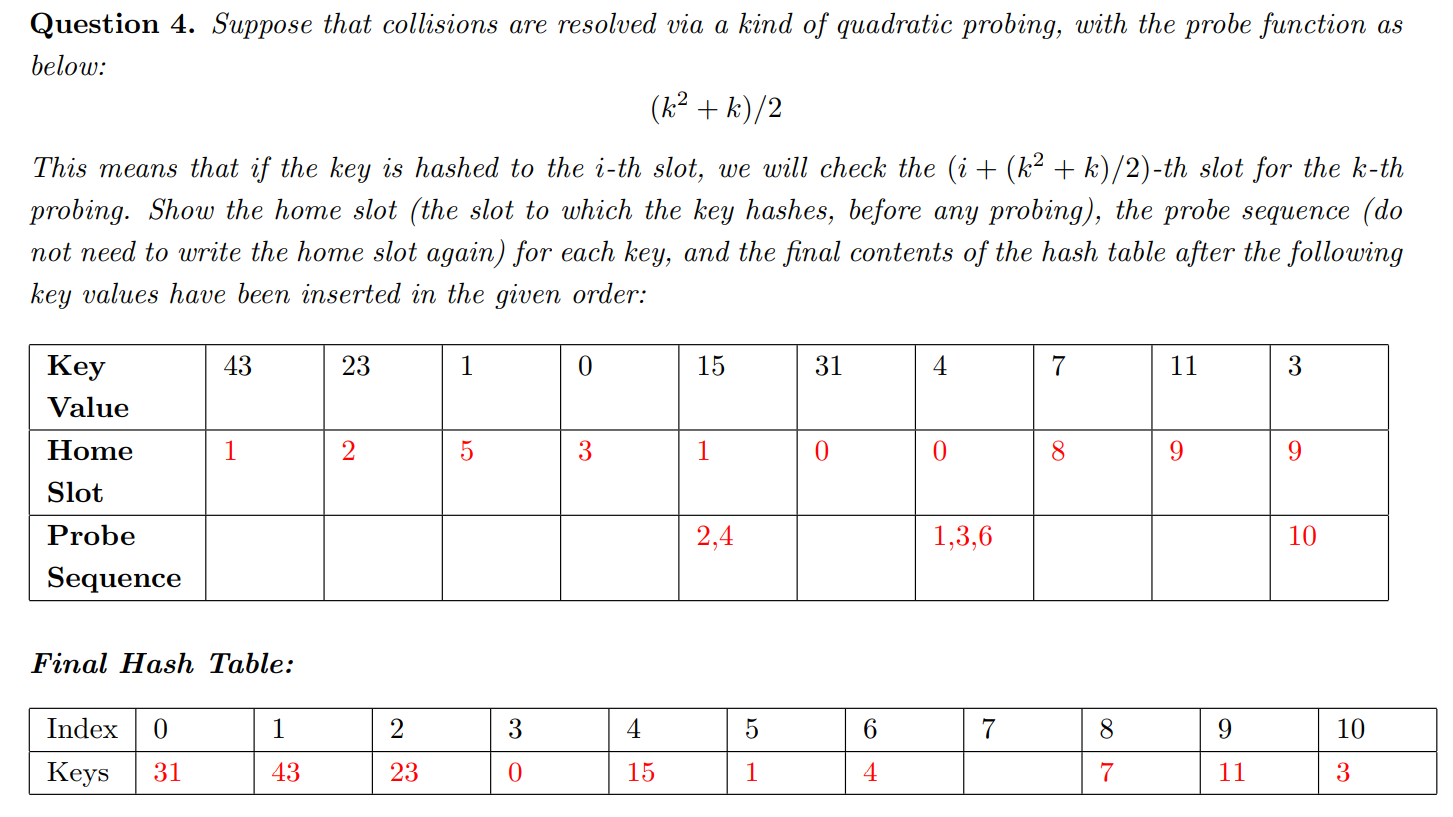 Question 4. Suppose that collisions are resolved via a kind of quadratic probing, with the probe function as
below:
(k² + k)/2
This means that if the key is hashed to the i-th slot, we will check the (i + (k² + k)/2)-th slot for the k-th
probing. Show the home slot (the slot to which the key hashes, before any probing), the probe sequence (do
not need to write the home slot again) for each key, and the final contents of the hash table after the following
key values have been inserted in the given order:
Key Value 43 23 1 0 15 31 4 7 11 3
Home Slot 1 2 5 3 1 0 0 8 9 9
Probe Sequence 2,4 1,3,6 10
Final Hash Table:
Index 0 1 2 3 4 5 6 7 8 9 10
Keys 31 43 23 0 15 1 4 7 11 3